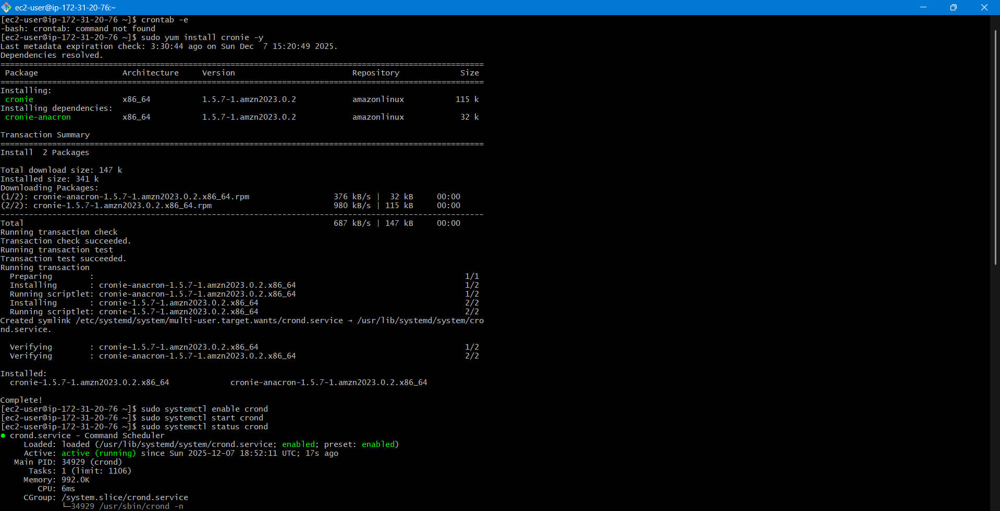 ec2-user@ip-172-31-20-76:~
[ec2-user@ip-172-31-20-76 ~]$ crontab -e
-bash: crontab: command not found
[ec2-user@ip-172-31-20-76 ~]$ sudo yum install cronie -y
Last metadata expiration check: 3:30:44 ago on Sun Dec  7 15:20:49 2025.
Dependencies resolved.
=======================================================================================================
 Package                  Architecture     Version                         Repository             Size
=======================================================================================================
Installing:
 cronie                   x86_64           1.5.7-1.amzn2023.0.2            amazonlinux           115 k
Installing dependencies:
 cronie-anacron           x86_64           1.5.7-1.amzn2023.0.2            amazonlinux            32 k

Transaction Summary
=======================================================================================================
Install  2 Packages

Total download size: 147 k
Installed size: 341 k
Downloading Packages:
(1/2): cronie-anacron-1.5.7-1.amzn2023.0.2.x86_64.rpm                  376 kB/s |  32 kB     00:00
(2/2): cronie-1.5.7-1.amzn2023.0.2.x86_64.rpm                          980 kB/s | 115 kB     00:00
-------------------------------------------------------------------------------------------------------
Total                                                                  687 kB/s | 147 kB     00:00
Running transaction check
Transaction check succeeded.
Running transaction test
Transaction test succeeded.
Running transaction
  Preparing        :                                                                               1/1
  Installing       : cronie-anacron-1.5.7-1.amzn2023.0.2.x86_64                                    1/2
  Running scriptlet: cronie-anacron-1.5.7-1.amzn2023.0.2.x86_64                                    1/2
  Installing       : cronie-1.5.7-1.amzn2023.0.2.x86_64                                            2/2
  Running scriptlet: cronie-1.5.7-1.amzn2023.0.2.x86_64                                            2/2
Created symlink /etc/systemd/system/multi-user.target.wants/crond.service → /usr/lib/systemd/system/cro
nd.service.

  Verifying        : cronie-1.5.7-1.amzn2023.0.2.x86_64                                            1/2
  Verifying        : cronie-anacron-1.5.7-1.amzn2023.0.2.x86_64                                    2/2

Installed:
  cronie-1.5.7-1.amzn2023.0.2.x86_64             cronie-anacron-1.5.7-1.amzn2023.0.2.x86_64

Complete!
[ec2-user@ip-172-31-20-76 ~]$ sudo systemctl enable crond
[ec2-user@ip-172-31-20-76 ~]$ sudo systemctl start crond
[ec2-user@ip-172-31-20-76 ~]$ sudo systemctl status crond
● crond.service - Command Scheduler
     Loaded: loaded (/usr/lib/systemd/system/crond.service; enabled; preset: enabled)
     Active: active (running) since Sun 2025-12-07 18:52:11 UTC; 17s ago
   Main PID: 34929 (crond)
      Tasks: 1 (limit: 1106)
     Memory: 992.0K
        CPU: 6ms
     CGroup: /system.slice/crond.service
             └─34929 /usr/sbin/crond -n